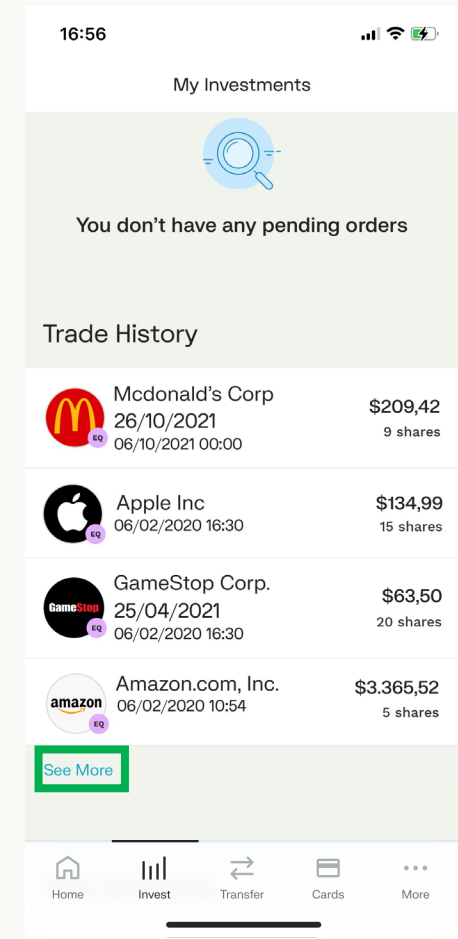 16:56
My Investments
You don't have any pending orders
Trade History
Mcdonald's Corp
26/10/2021
06/10/2021 00:00
$209,42
9 shares
EQ
Apple Inc
06/02/2020 16:30
$134,99
15 shares
EQ
GameStop Corp.
GameStop
25/04/2021
06/02/2020 16:30
$63,50
20 shares
EQ
Amazon.com, Inc.
amazon
06/02/2020 10:54
$3.365,52
5 shares
EQ
See More
Home
Invest
Transfer
Cards
More